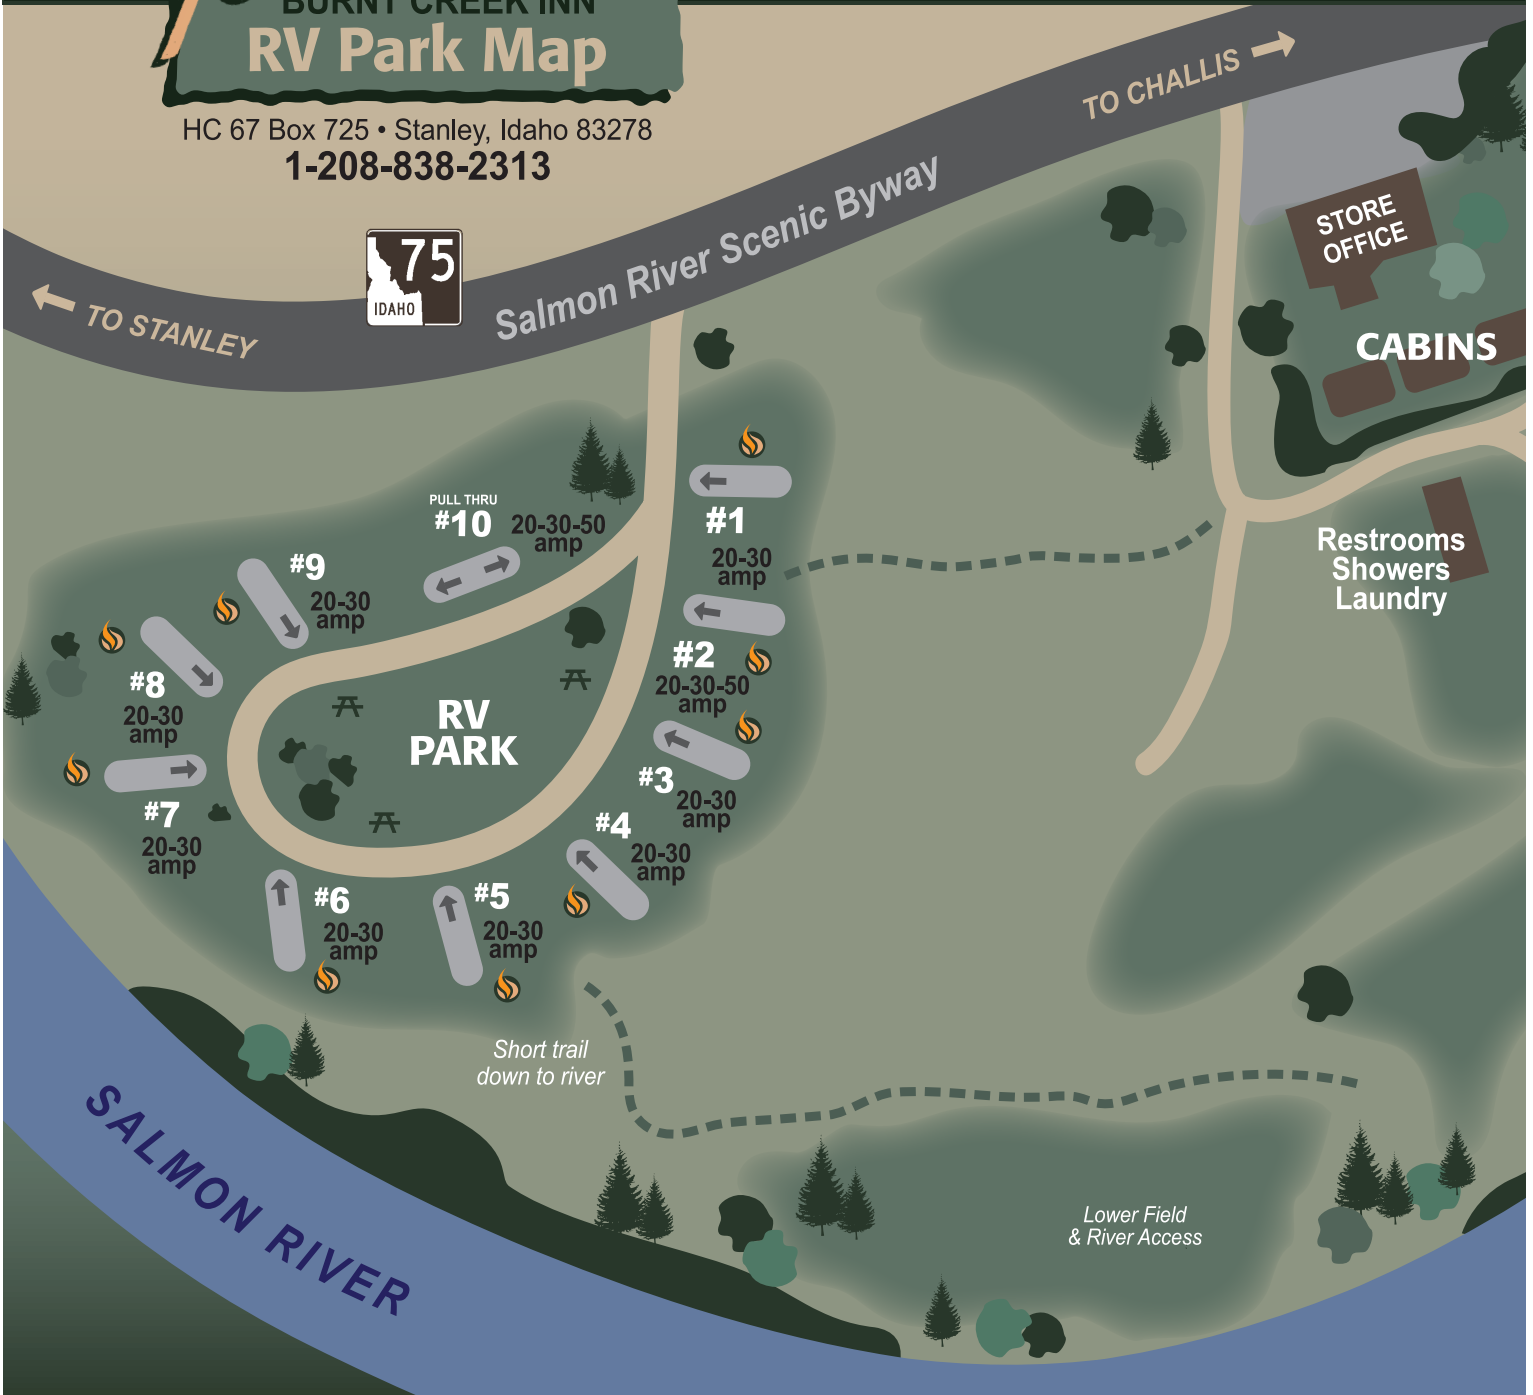 BURNT CREEK INN
RV Park Map
HC 67 Box 725 • Stanley, Idaho 83278
1-208-838-2313
TO CHALLIS
Salmon River Scenic Byway
75
IDAHO
TO STANLEY
STORE
OFFICE
CABINS
Restrooms
Showers
Laundry
#1
20-30
amp
#2
20-30-50
amp
#3
20-30
amp
#4
20-30
amp
#5
20-30
amp
#6
20-30
amp
#7
20-30
amp
#8
20-30
amp
#9
20-30
amp
PULL THRU
#10
20-30-50
amp
RV
PARK
Short trail
down to river
Lower Field
& River Access
SALMON RIVER